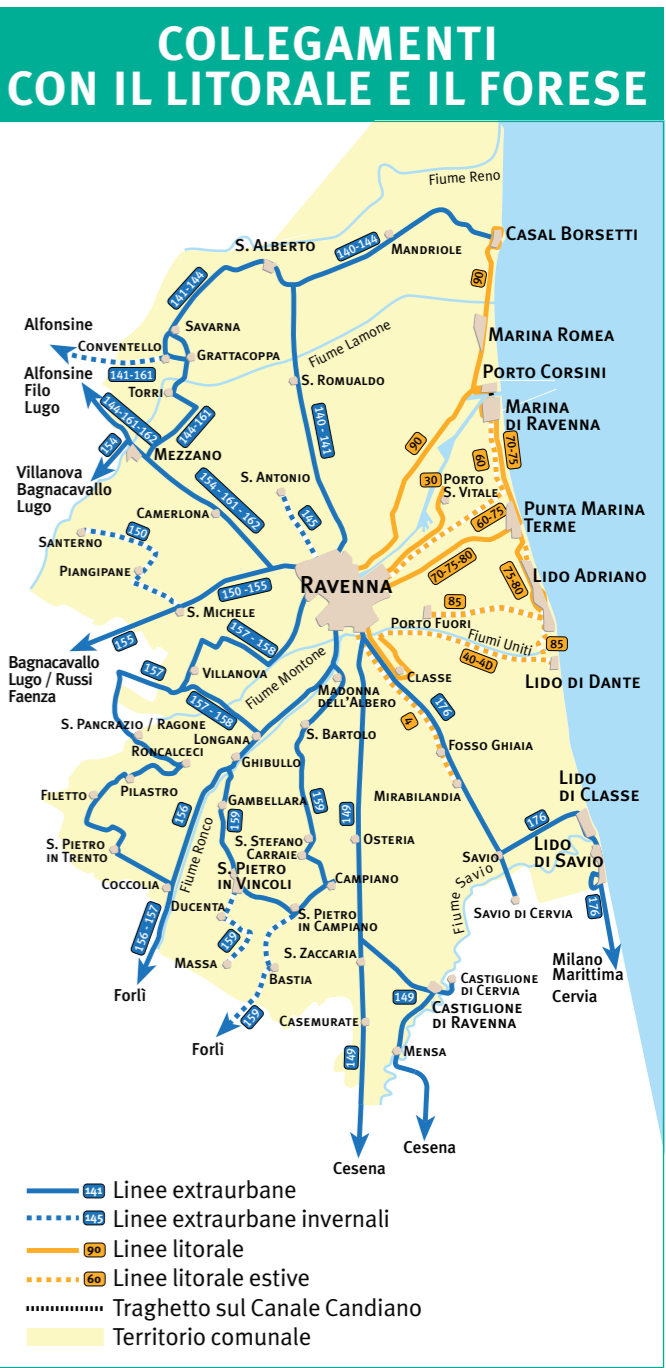 COLLEGAMENTI
CON IL LITORALE E IL FORESE
Fiume Reno
S. Alberto
140-144
Mandriole
Casal Borsetti
141-144
90
Savarna
Alfonsine
Conventello
Grattacoppa
Fiume Lamone
Marina Romea
141-161
Alfonsine
Filo
Lugo
Torri
S. Romualdo
Porto Corsini
144-161-162
144-161
140 - 141
Marina
di Ravenna
154
Mezzano
90
60
70-75
Villanova
Bagnacavallo
Lugo
154 - 161 - 162
S. Antonio
30
Porto
S. Vitale
Camerlona
145
60-75
Punta Marina
Terme
150
Santerno
Piangipane
Ravenna
70-75-80
75-80
Lido Adriano
150 -155
S. Michele
85
Porto Fuori
155
157 - 158
Fiumi Uniti
85
Bagnacavallo
Lugo / Russi
Faenza
157
Villanova
Fiume Montone
40-4D
Lido di Dante
Madonna
dell'Albero
Classe
157 - 158
176
4
S. Pancrazio / Ragone
Longana
S. Bartolo
Roncalceci
Ghibullo
Fosso Ghiaia
Pilastro
Filetto
156
Gambellara
159
159
Mirabilandia
Lido
di Classe
149
176
Fiume Ronco
S. Pietro
in Trento
S. Stefano
Carraie
Osteria
Lido
di Savio
S. Pietro
in Vincoli
Savio
Coccolia
Campiano
Fiume Savio
Ducenta
S. Pietro
in Campiano
Savio di Cervia
176
156 - 157
159
Massa
S. Zaccaria
Milano
Marittima
Cervia
Bastia
Castiglione
di Cervia
Forlì
149
Castiglione
di Ravenna
159
Casemurate
Forlì
149
Mensa
Cesena
Cesena
141 Linee extraurbane
145 Linee extraurbane invernali
90 Linee litorale
60 Linee litorale estive
Traghetto sul Canale Candiano
Territorio comunale